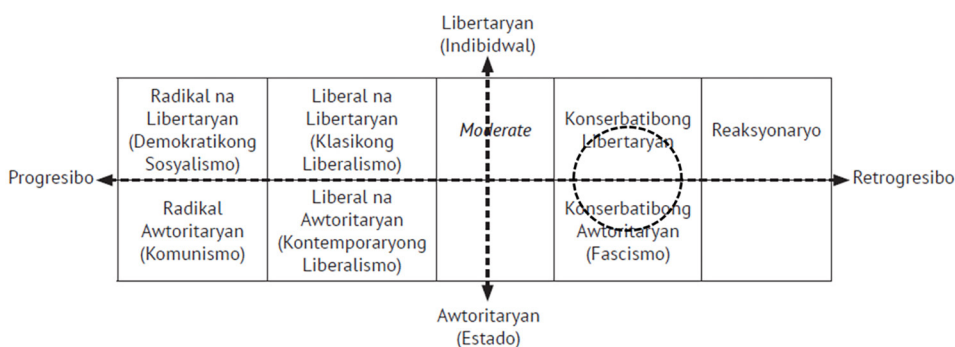 Libertaryan
(Indibidwal)
Radikal na
Libertaryan
(Demokratikong
Sosyalismo)
Liberal na
Libertaryan
(Klasikong
Liberalismo)
Moderate
Konserbatibong
Libertaryan
Reaksyonaryo
Progresibo
Retrogresibo
Radikal
Awtoritaryan
(Komunismo)
Liberal na
Awtoritaryan
(Kontemporaryong
Liberalismo)
Konserbatibong
Awtoritaryan
(Fascismo)
Awtoritaryan
(Estado)